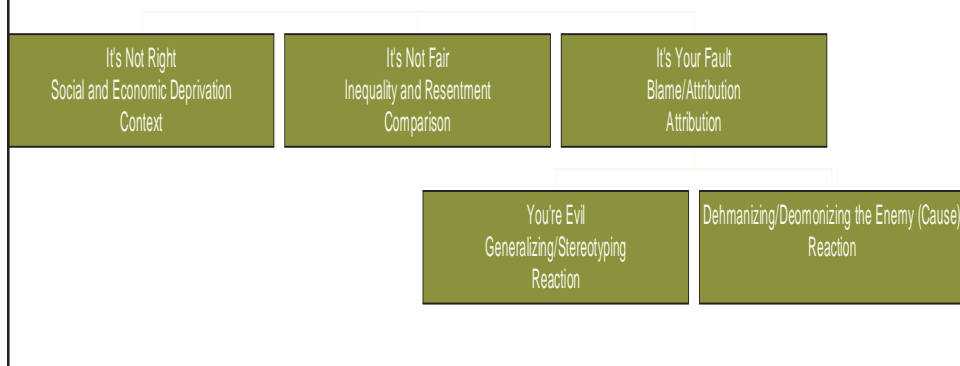 It's Not Right
Social and Economic Deprivation
Context
It's Not Fair
Inequality and Resentment
Comparison
It's Your Fault
Blame/Attribution
Attribution
You're Evil
Generalizing/Stereotyping
Reaction
Dehmanizing/Deomonizing the Enemy (Cause)
Reaction